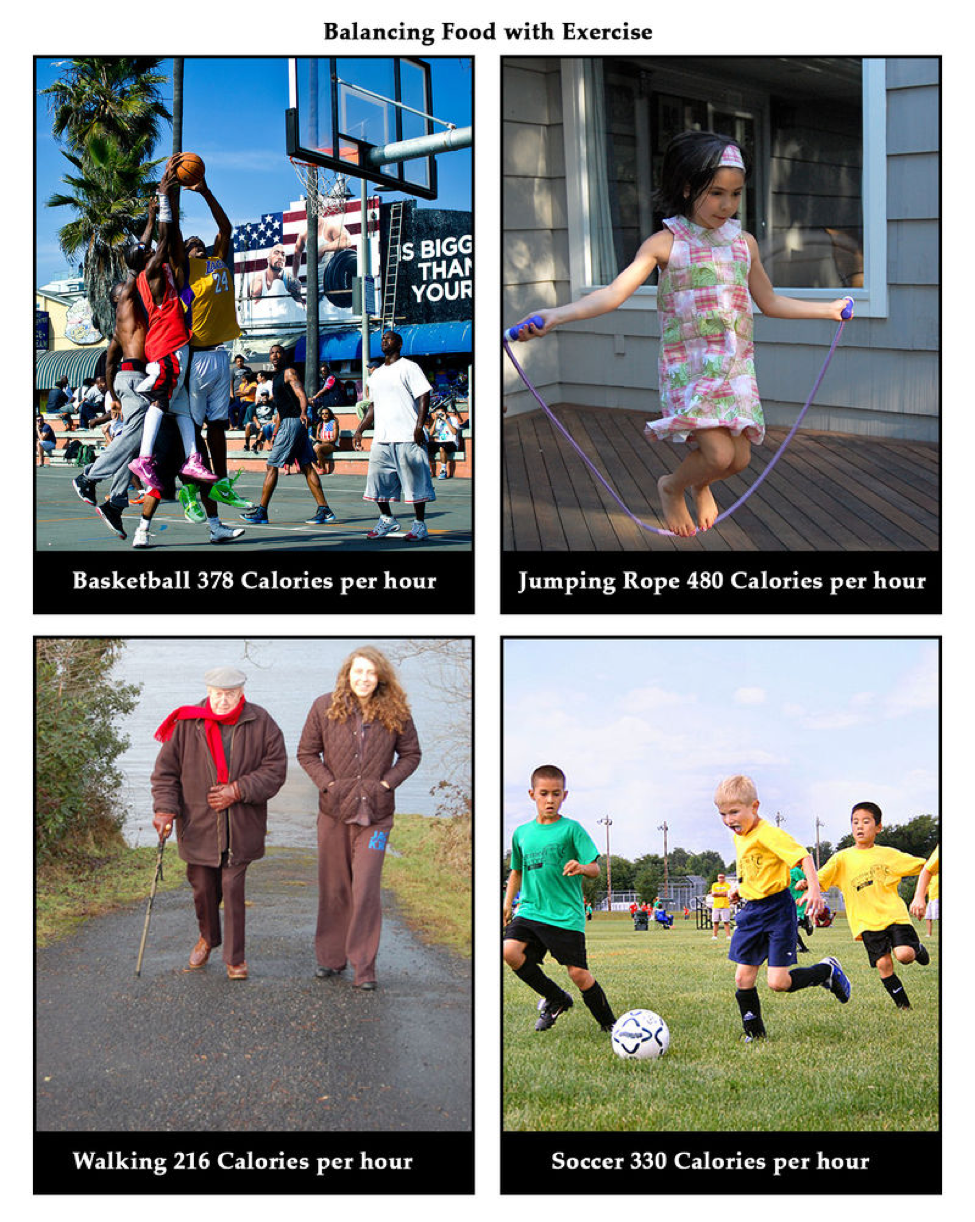 Balancing Food with Exercise
LAKERS
24
S BIGG
THAN
YOUR
Basketball 378 Calories per hour
Jumping Rope 480 Calories per hour
Walking 216 Calories per hour
Soccer 330 Calories per hour